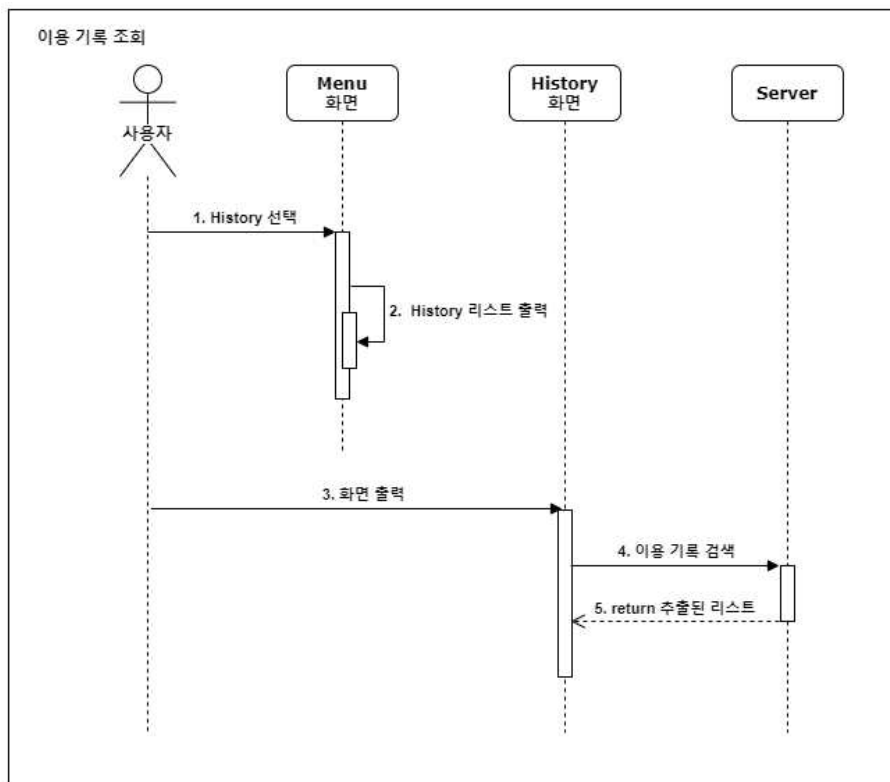 이용 기록 조회
사용자
Menu
화면
History
화면
Server
1. History 선택
2. History 리스트 출력
3. 화면 출력
4. 이용 기록 검색
5. return 추출된 리스트